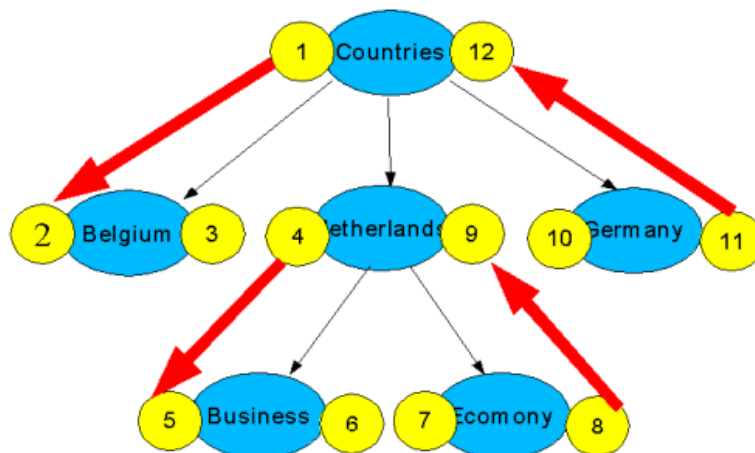 1 Countries 12
2 Belgium 3 4 Netherlands 9 10 Germany 11
5 Business 6 7 Ecomony 8